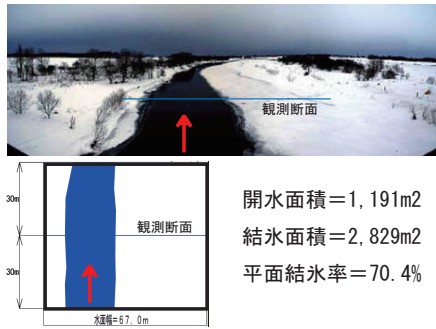 観測断面
30m
観測断面
30m
水面幅=67.0m
開水面積=1,191m2
結氷面積=2,829m2
平面結氷率=70.4%